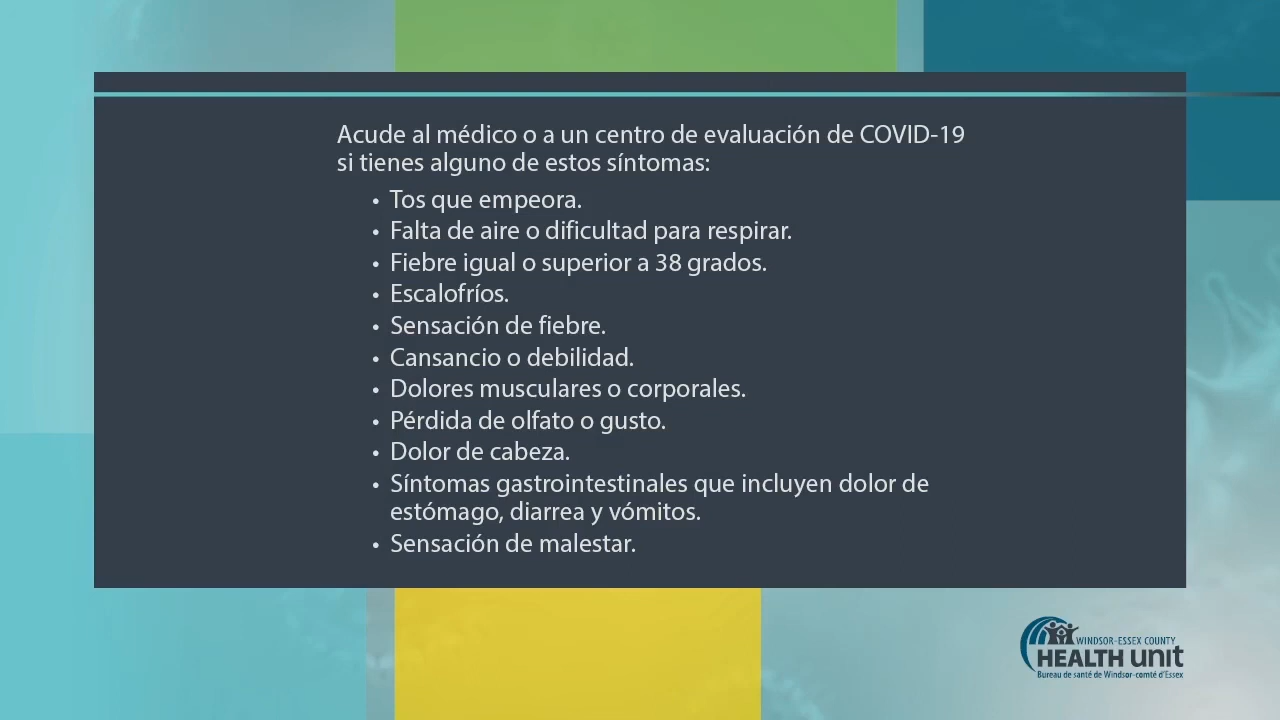 Acude al médico o a un centro de evaluación de COVID-19
si tienes alguno de estos síntomas:
• Tos que empeora.
• Falta de aire o dificultad para respirar.
• Fiebre igual o superior a 38 grados.
• Escalofríos.
• Sensación de fiebre.
• Cansancio o debilidad.
• Dolores musculares o corporales.
• Pérdida de olfato o gusto.
• Dolor de cabeza.
• Síntomas gastrointestinales que incluyen dolor de
estómago, diarrea y vómitos.
• Sensación de malestar.
WINDSOR-ESSEX COUNTY
HEALTH unit
Bureau de santé de Windsor-comté d'Essex